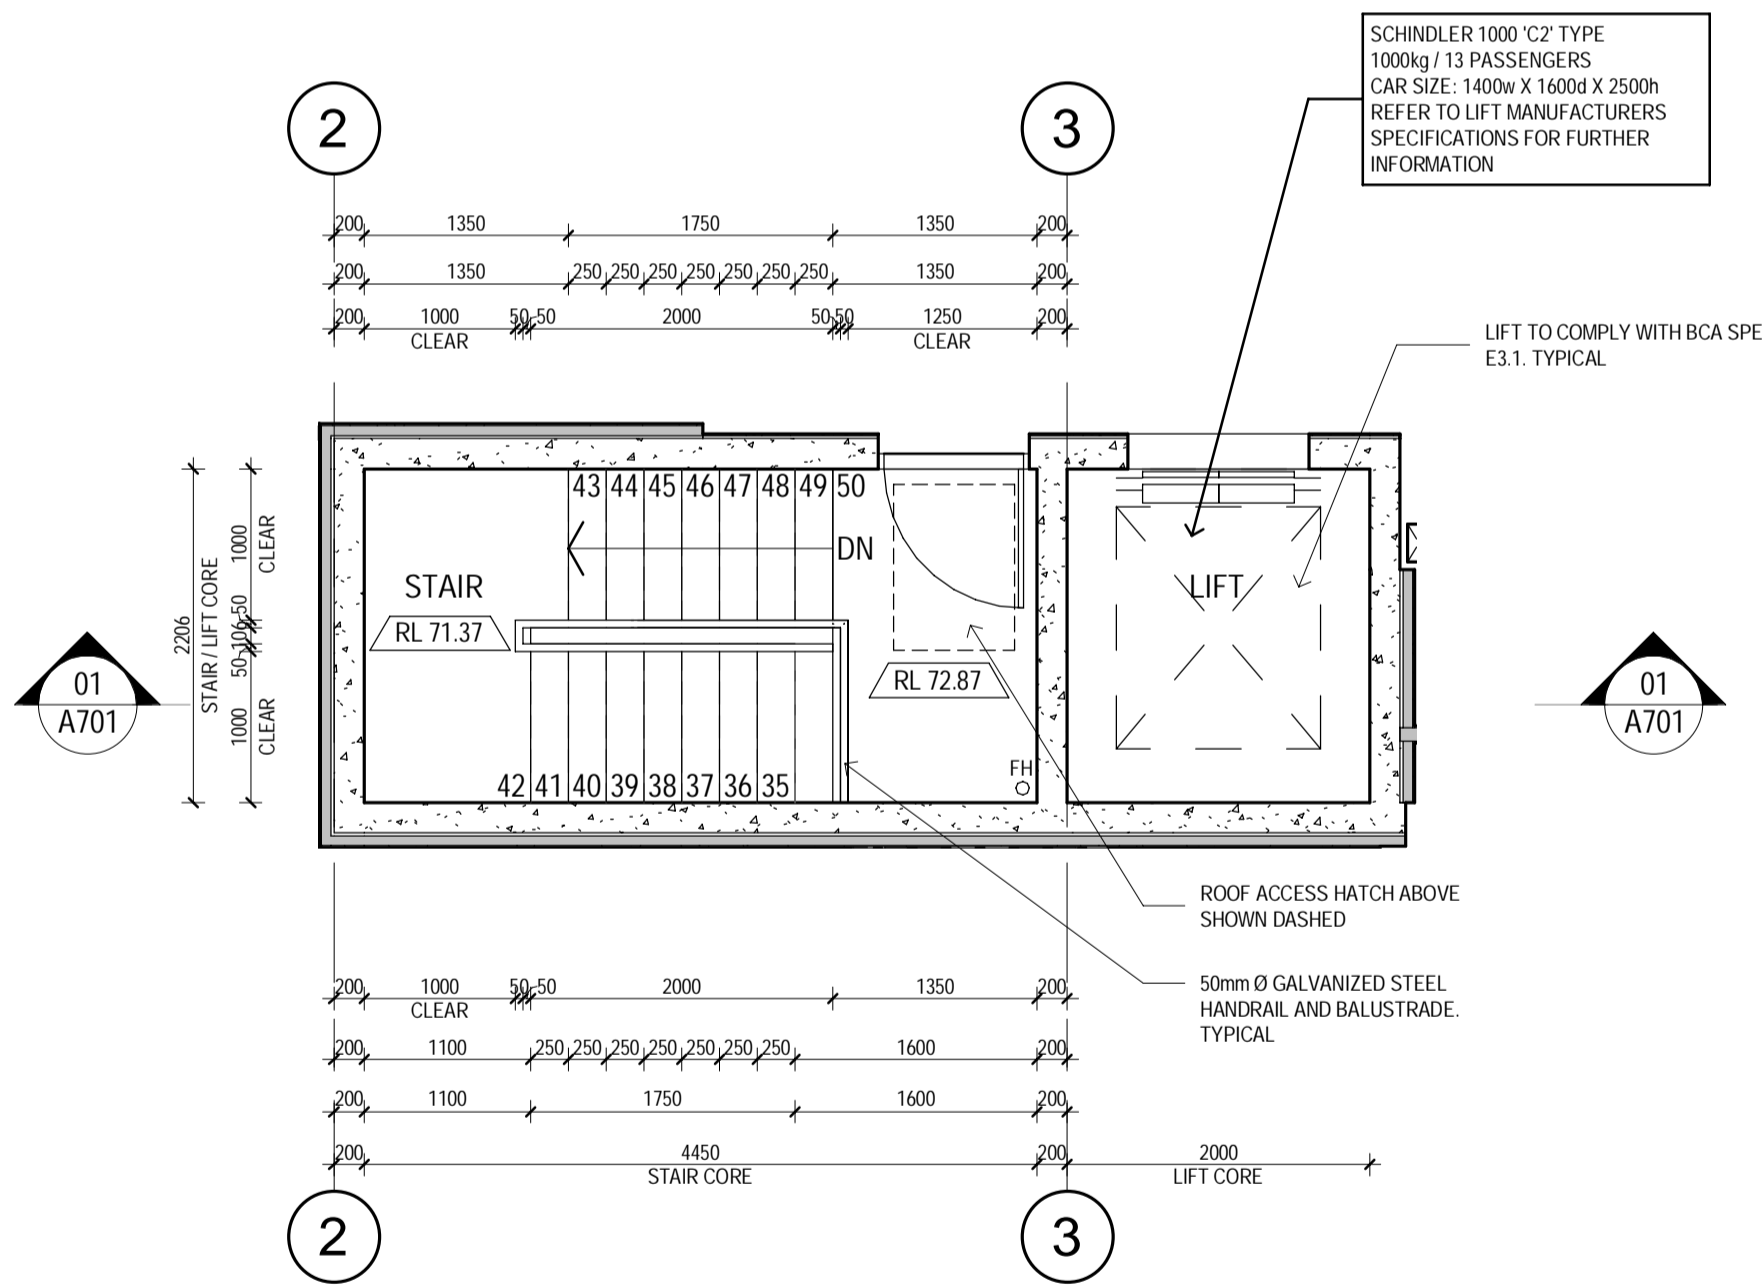 SCHINDLER 1000 'C2' TYPE
1000kg / 13 PASSENGERS
CAR SIZE: 1400w X 1600d X 2500h
REFER TO LIFT MANUFACTURERS
SPECIFICATIONS FOR FURTHER
INFORMATION
2
3
200 1350 1750 1350 200
200 1350 250 250 250 250 250 250 250 1350 200
200 1000 50 50 2000 50 50 1250 200
CLEAR CLEAR
LIFT TO COMPLY WITH BCA SPE
E3.1. TYPICAL
43 44 45 46 47 48 49 50
DN
STAIR
RL 71.37
LIFT
RL 72.87
FH
42 41 40 39 38 37 36 35
2206
STAIR / LIFT CORE
1000
CLEAR
50 106 50
1000
CLEAR
01
A701
01
A701
ROOF ACCESS HATCH ABOVE
SHOWN DASHED
50mm Ø GALVANIZED STEEL
HANDRAIL AND BALUSTRADE.
TYPICAL
200 1000 50 50 2000 1350 200
CLEAR
200 1100 250 250 250 250 250 250 250 1600 200
200 1100 1750 1600 200
200 4450 200 2000
STAIR CORE LIFT CORE
2
3